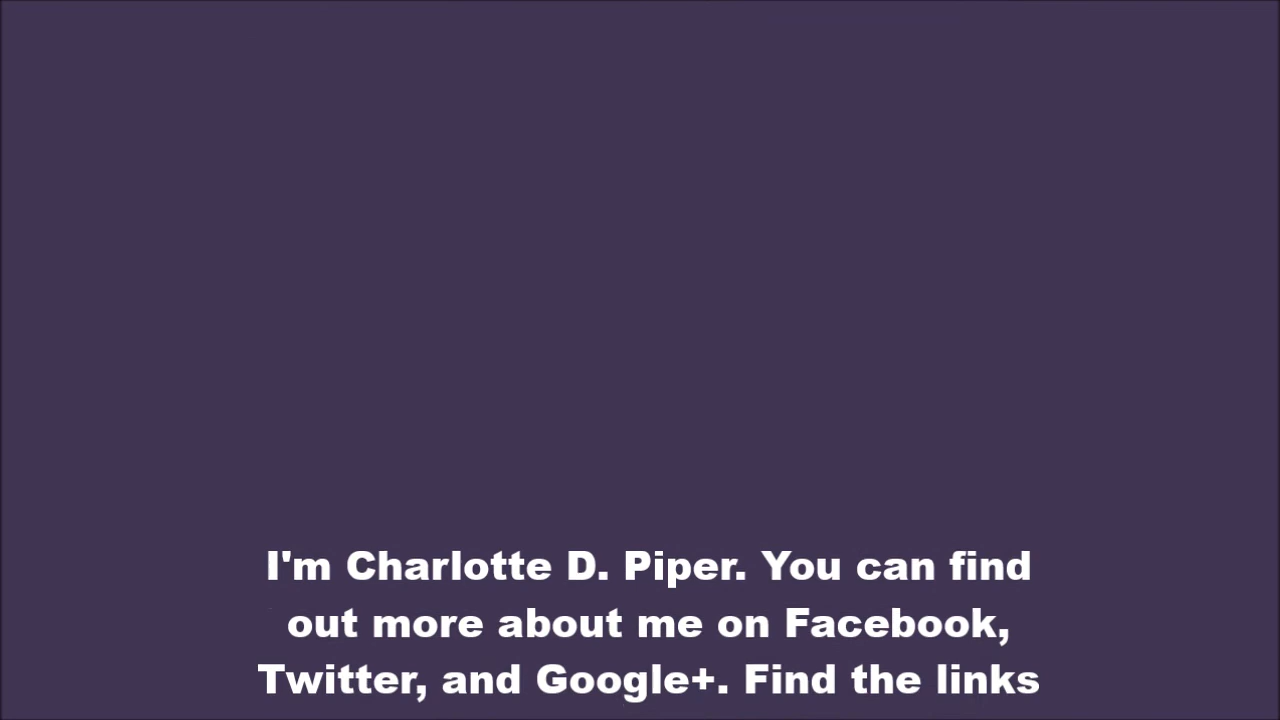 I'm Charlotte D. Piper. You can find
out more about me on Facebook,
Twitter, and Google+. Find the links